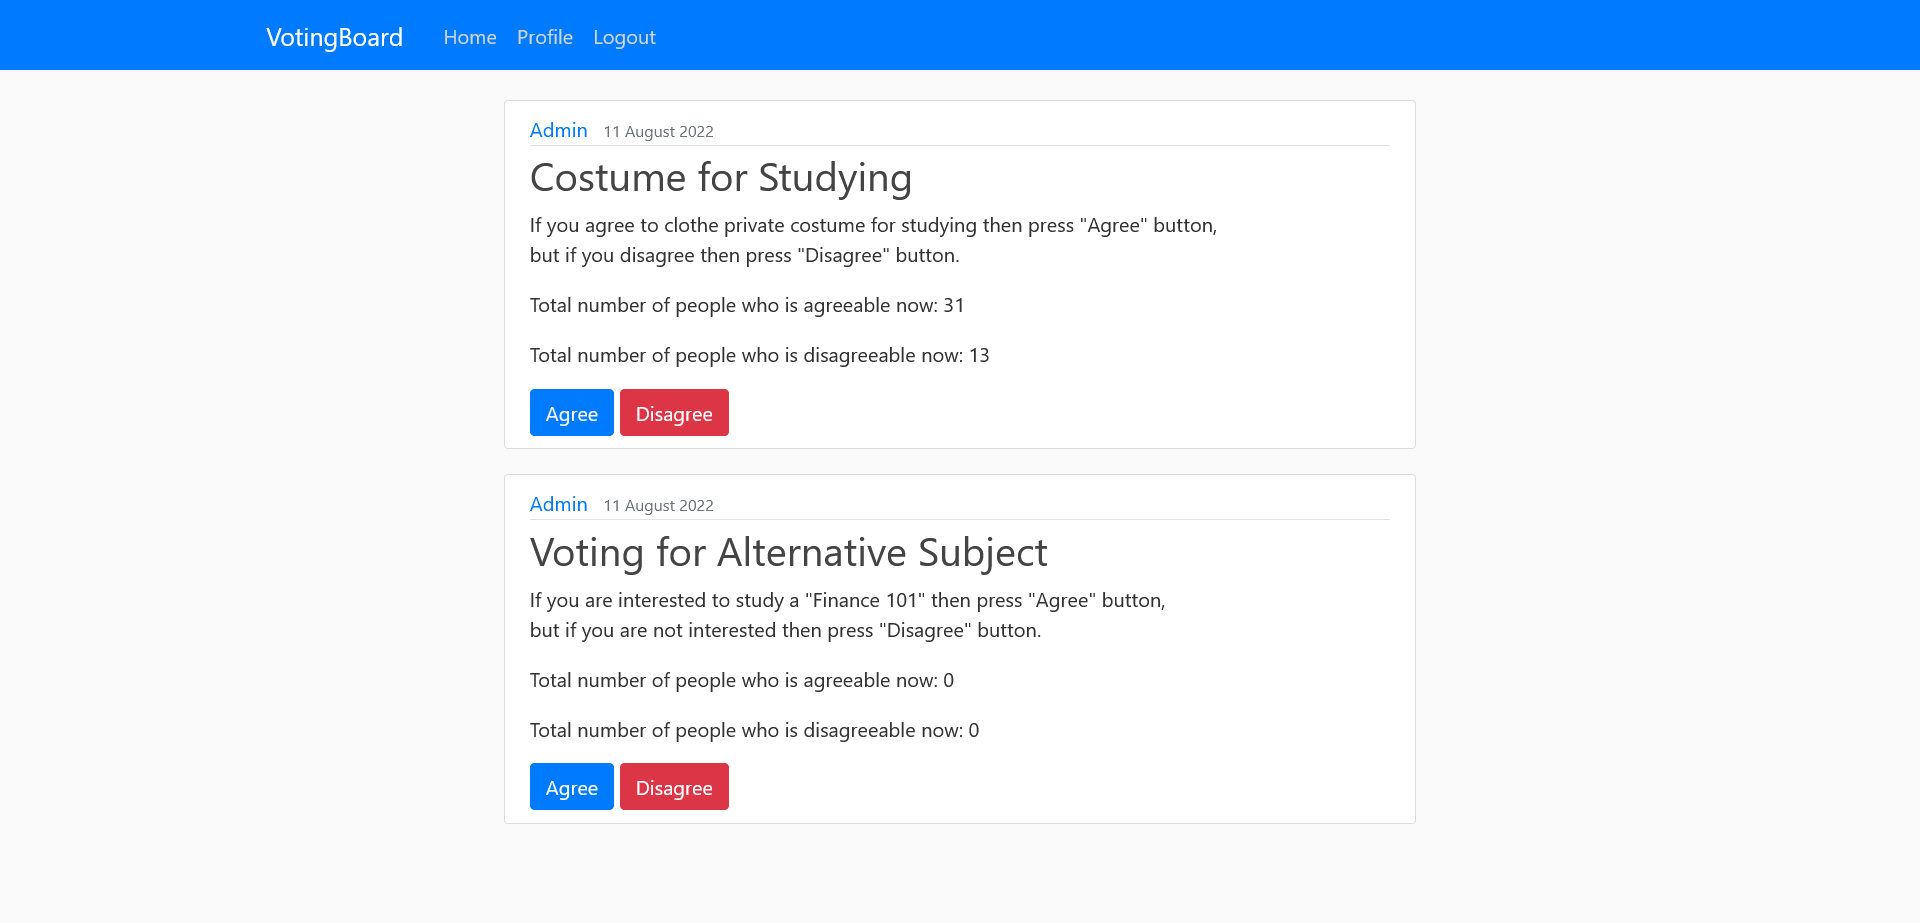 VotingBoard Home Profile Logout
Admin 11 August 2022
Costume for Studying
If you agree to clothe private costume for studying then press "Agree" button,
but if you disagree then press "Disagree" button.
Total number of people who is agreeable now: 31
Total number of people who is disagreeable now: 13
Agree Disagree
Admin 11 August 2022
Voting for Alternative Subject
If you are interested to study a "Finance 101" then press "Agree" button,
but if you are not interested then press "Disagree" button.
Total number of people who is agreeable now: 0
Total number of people who is disagreeable now: 0
Agree Disagree